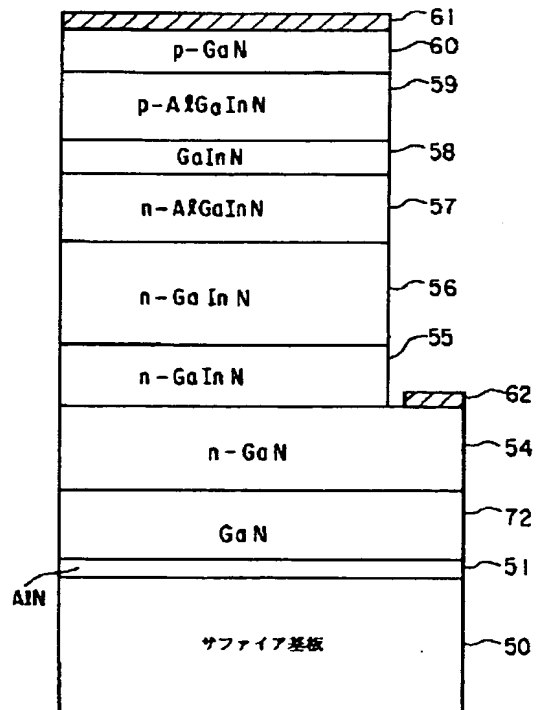 61
p-GaN
60
59
p-AlGaInN
GaInN
58
n-AlGaInN
57
n-GaInN
56
55
n-GaInN
62
n-GaN
54
GaN
72
51
AlN
サファイア基板
50